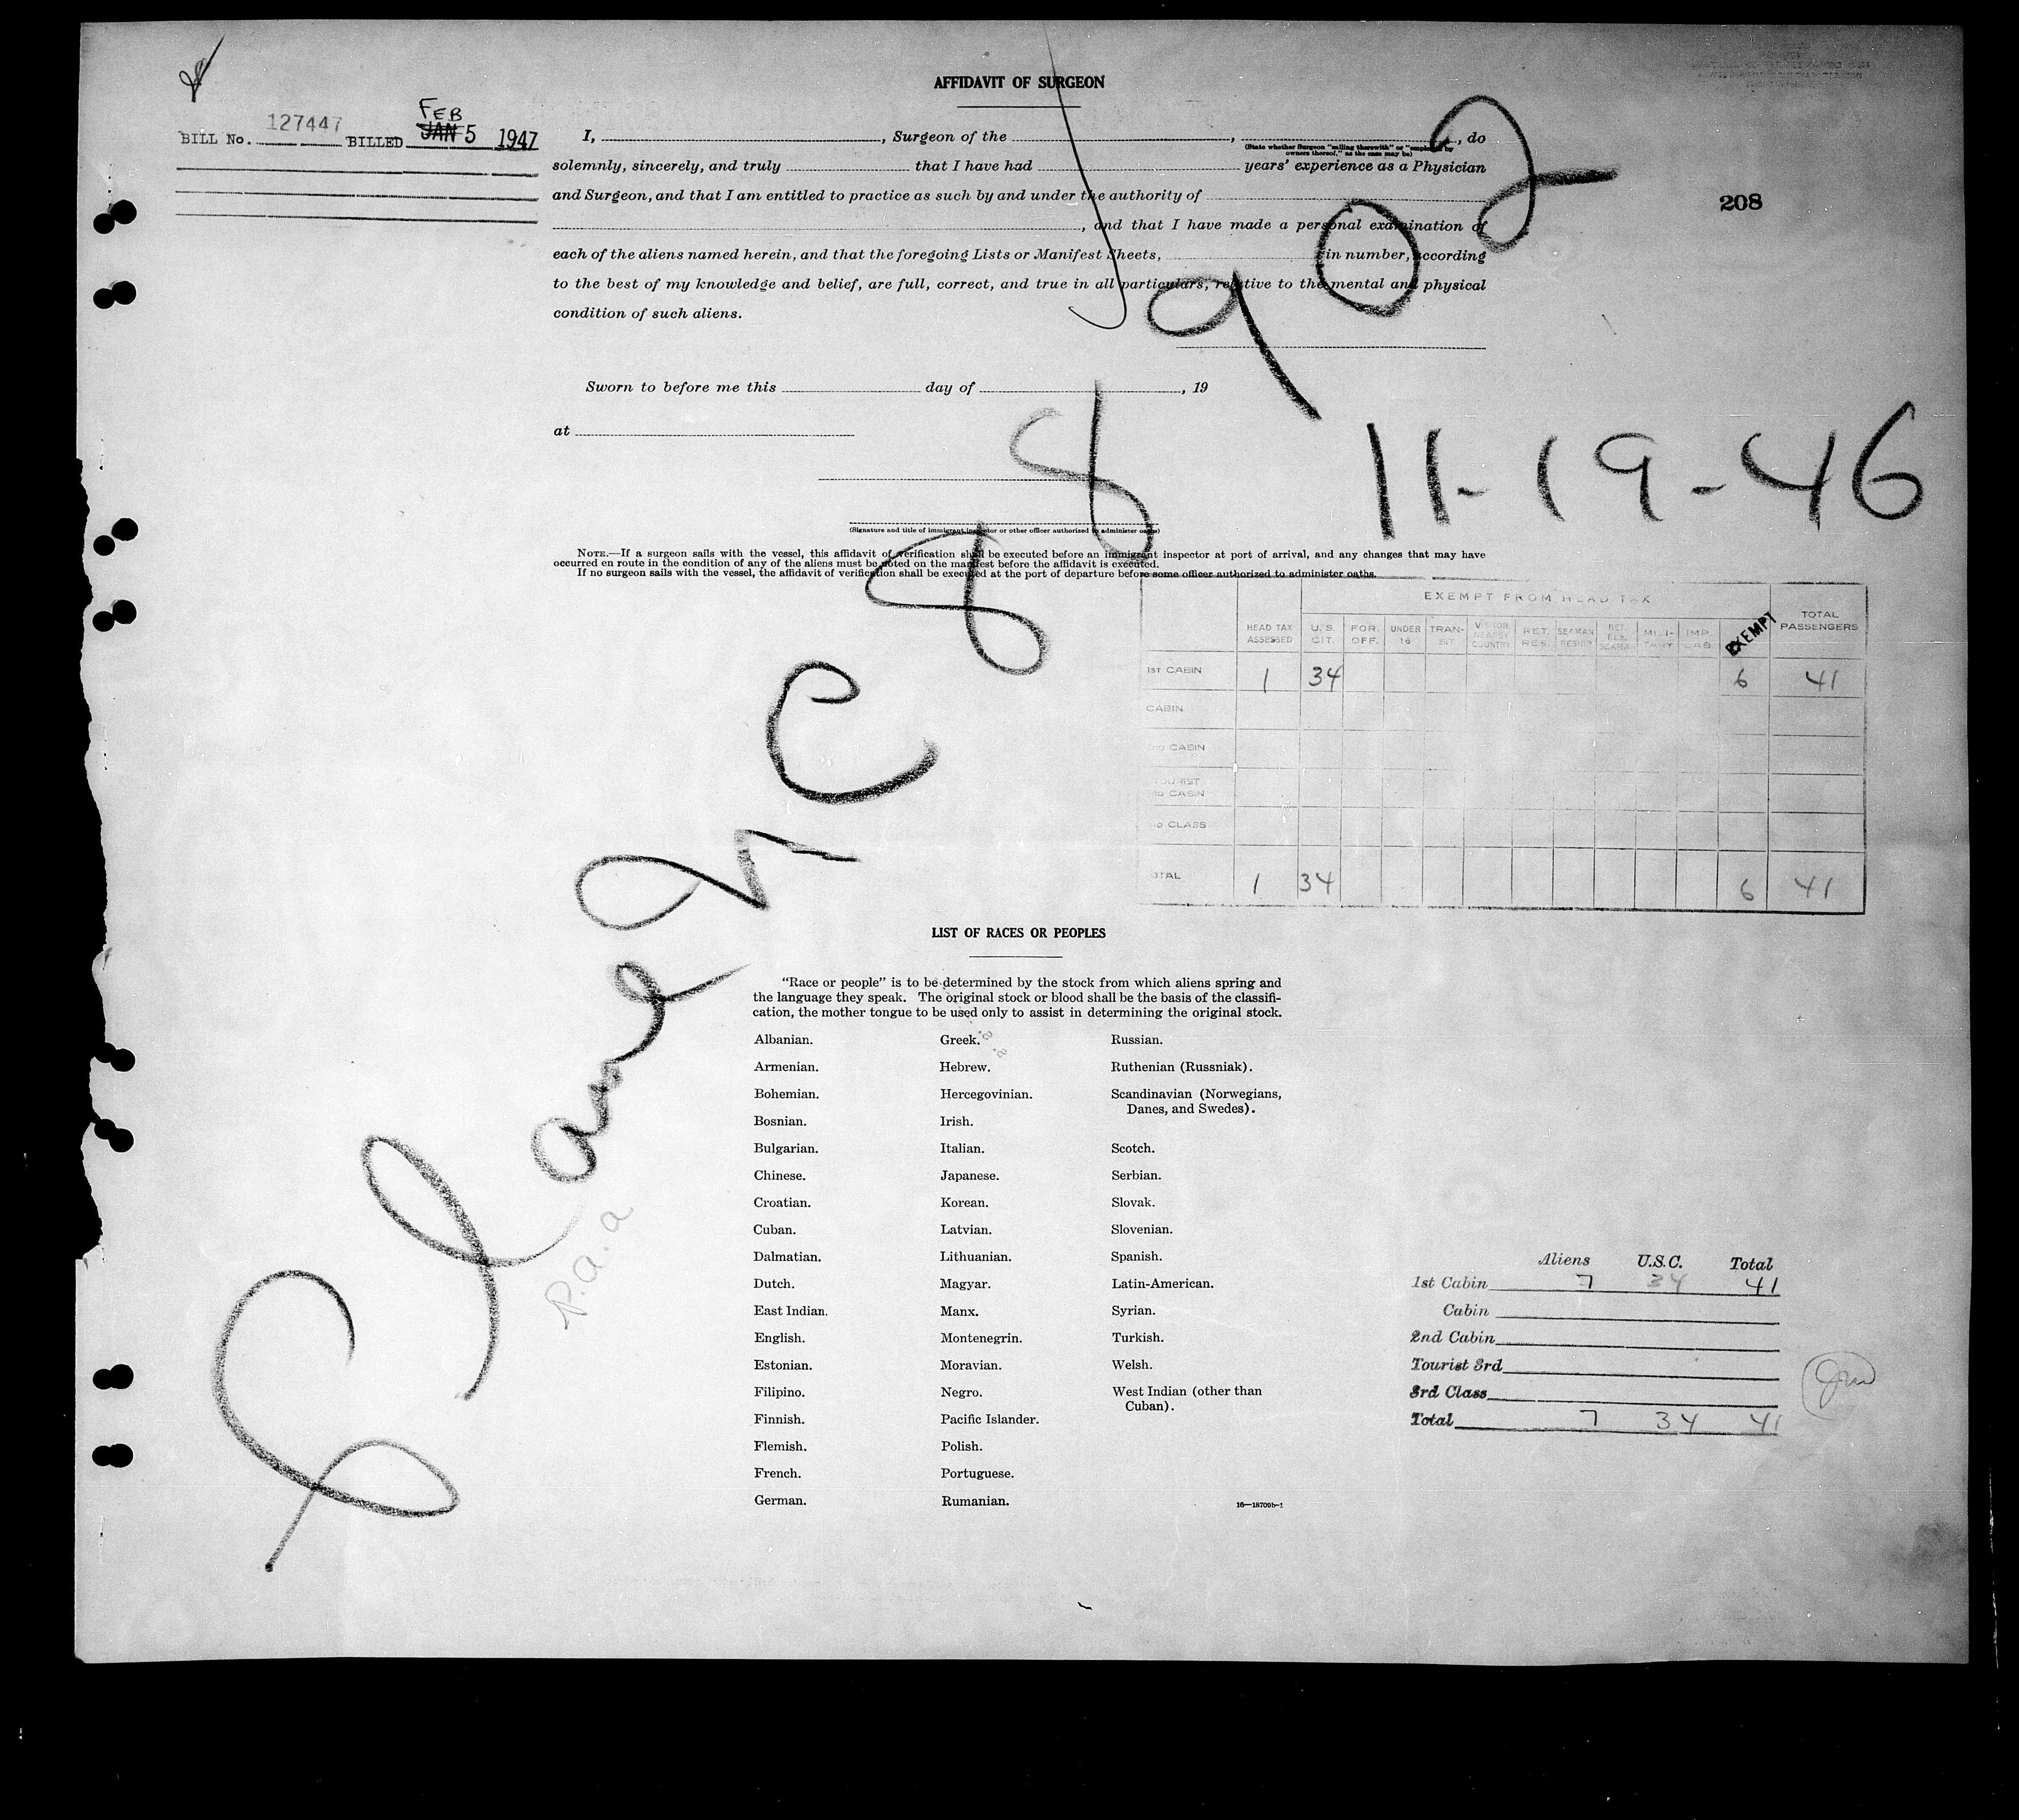 AFFIDAVIT OF SURGEON
BILL No. 127447 BILLED FEB JAN 5 1947
I, , Surgeon of the , , do
(State whether Surgeon "sailing therewith" or "employed by
owners thereof," as the case may be)
solemnly, sincerely, and truly that I have had years' experience as a Physician
and Surgeon, and that I am entitled to practice as such by and under the authority of
208
, and that I have made a personal examination of
each of the aliens named herein, and that the foregoing Lists or Manifest Sheets, in number, according
to the best of my knowledge and belief, are full, correct, and true in all particulars, relative to the mental and physical
condition of such aliens.
Sworn to before me this day of , 19
at
(Signature and title of immigrant inspector or other officer authorized to administer oaths)
Plane NC 88902
11-19-46
NOTE.—If a surgeon sails with the vessel, this affidavit of verification shall be executed before an immigrant inspector at port of arrival, and any changes that may have
occurred en route in the condition of any of the aliens must be noted on the manifest before the affidavit is executed.
If no surgeon sails with the vessel, the affidavit of verification shall be executed at the port of departure before some officer authorized to administer oaths.
EXEMPT FROM HEAD TAX
HEAD TAX ASSESSED U.S. CIT. FOR. OFF. UNDER 16 TRANSIT VISITOR NEARBY COUNTRY RET. RES. SEAMAN RESHIP RET. RES. SEAMAN MILITARY IMP. LAB EXEMPT TOTAL PASSENGERS
1ST CABIN 1 34 6 41
CABIN
2ND CABIN
TOURIST 3RD CABIN
3RD CLASS
TOTAL 1 34 6 41
LIST OF RACES OR PEOPLES
"Race or people" is to be determined by the stock from which aliens spring and
the language they speak. The original stock or blood shall be the basis of the classifi-
cation, the mother tongue to be used only to assist in determining the original stock.
Albanian. Greek. Russian.
Armenian. Hebrew. Ruthenian (Russniak).
Bohemian. Hercegovinian. Scandinavian (Norwegians,
Danes, and Swedes).
Bosnian. Irish.
Bulgarian. Italian. Scotch.
Chinese. Japanese. Serbian.
Croatian. Korean. Slovak.
Cuban. Latvian. Slovenian.
Dalmatian. Lithuanian. Spanish.
Dutch. Magyar. Latin-American.
East Indian. Manx. Syrian.
English. Montenegrin. Turkish.
Estonian. Moravian. Welsh.
Filipino. Negro. West Indian (other than
Cuban).
Finnish. Pacific Islander.
Flemish. Polish.
French. Portuguese.
German. Rumanian.
16—18709b-1
P.a.a
Aliens U.S.C. Total
1st Cabin 7 34 41
Cabin
2nd Cabin
Tourist 3rd
3rd Class
Total 7 34 41